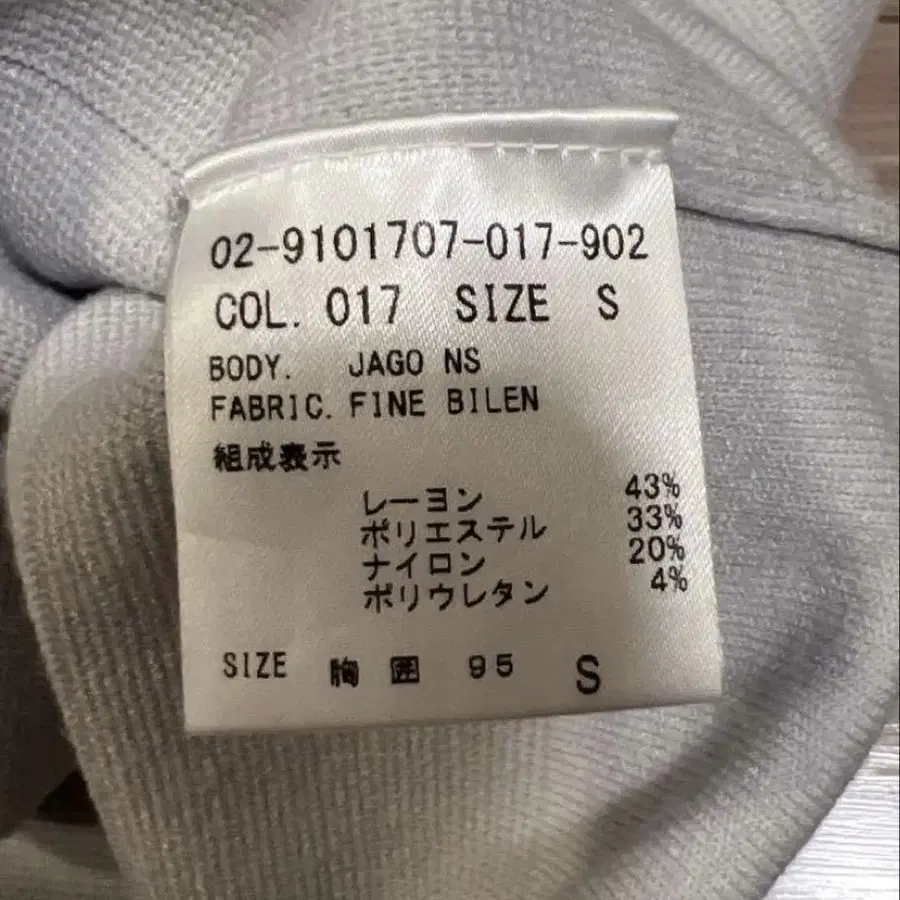 02-9101707-017-902
COL. 017 SIZE S
BODY. JAGO NS
FABRIC. FINE BILEN
組成表示
レーヨン 43%
ポリエステル 33%
ナイロン 20%
ポリウレタン 4%
SIZE 胸囲 95 S